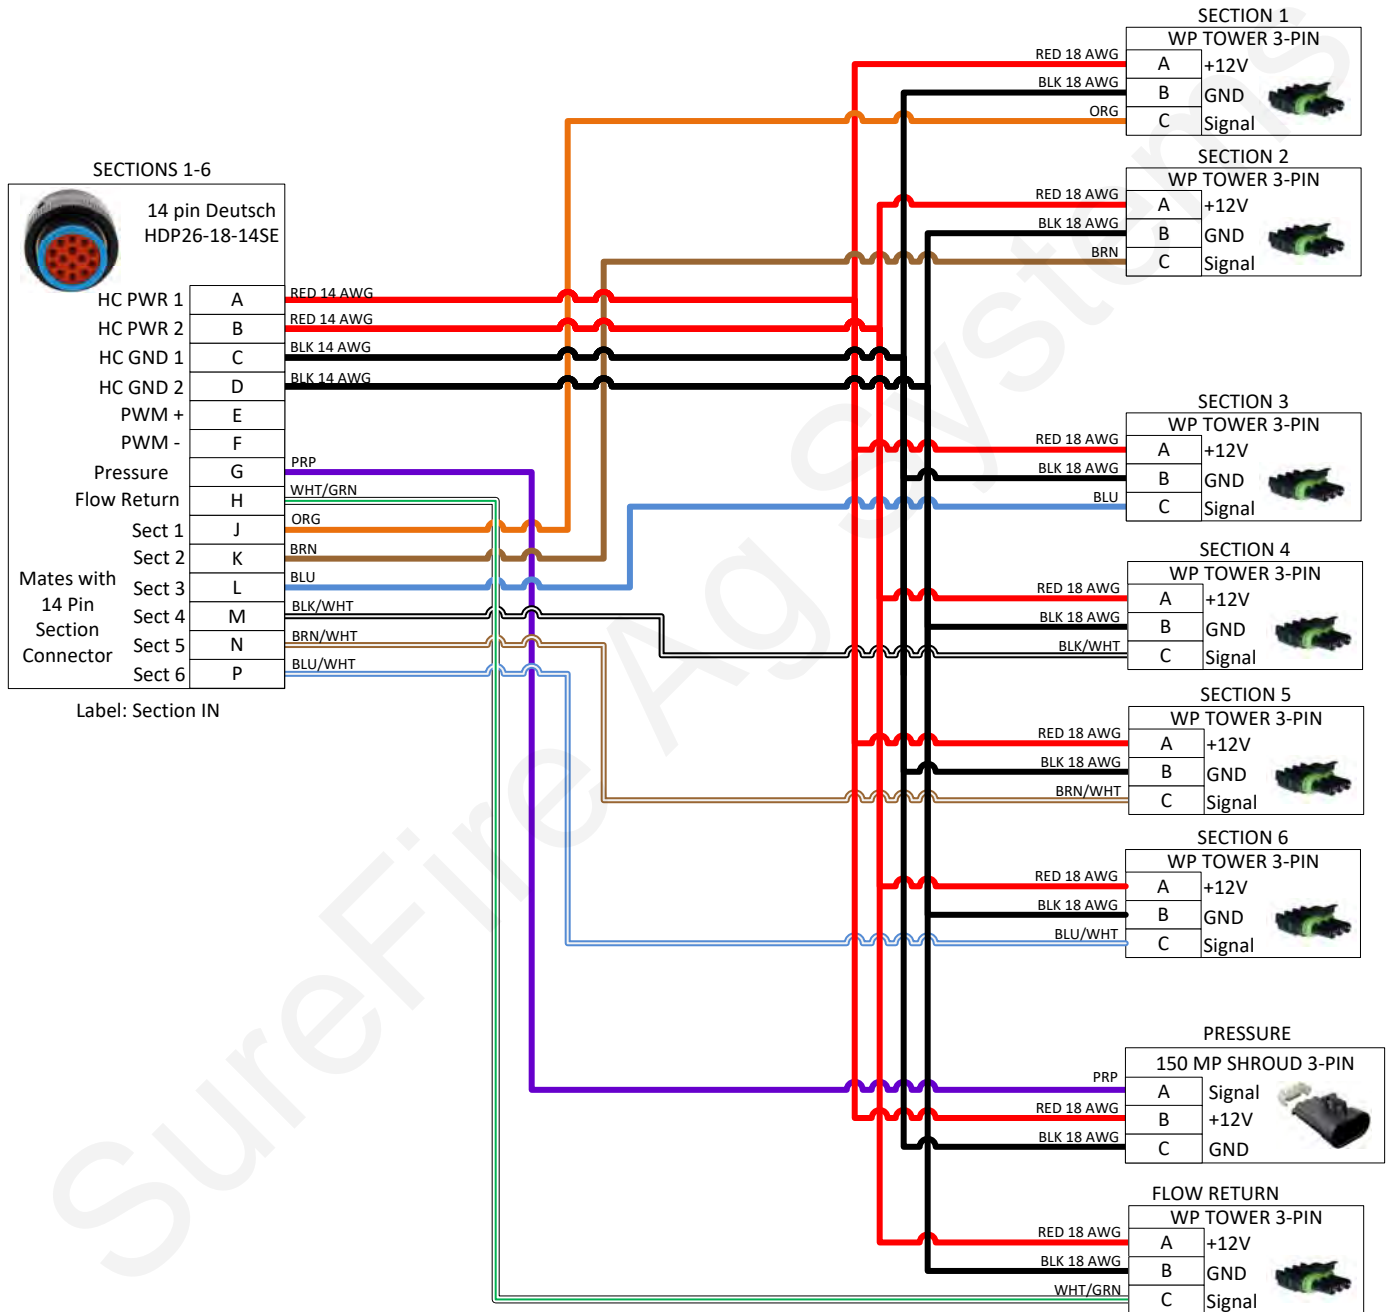 SECTIONS 1-6
14 pin Deutsch
HDP26-18-14SE
HC PWR 1 A RED 14 AWG
HC PWR 2 B RED 14 AWG
HC GND 1 C BLK 14 AWG
HC GND 2 D BLK 14 AWG
PWM + E
PWM - F
Pressure G PRP
Flow Return H WHT/GRN
Sect 1 J ORG
Sect 2 K BRN
Sect 3 L BLU
Sect 4 M BLK/WHT
Sect 5 N BRN/WHT
Sect 6 P BLU/WHT
Mates with
14 Pin
Section
Connector
Label: Section IN
SECTION 1
WP TOWER 3-PIN
RED 18 AWG A +12V
BLK 18 AWG B GND
ORG C Signal
SECTION 2
WP TOWER 3-PIN
RED 18 AWG A +12V
BLK 18 AWG B GND
BRN C Signal
SECTION 3
WP TOWER 3-PIN
RED 18 AWG A +12V
BLK 18 AWG B GND
BLU C Signal
SECTION 4
WP TOWER 3-PIN
RED 18 AWG A +12V
BLK 18 AWG B GND
BLK/WHT C Signal
SECTION 5
WP TOWER 3-PIN
RED 18 AWG A +12V
BLK 18 AWG B GND
BRN/WHT C Signal
SECTION 6
WP TOWER 3-PIN
RED 18 AWG A +12V
BLK 18 AWG B GND
BLU/WHT C Signal
PRESSURE
150 MP SHROUD 3-PIN
PRP A Signal
RED 18 AWG B +12V
BLK 18 AWG C GND
FLOW RETURN
WP TOWER 3-PIN
RED 18 AWG A +12V
BLK 18 AWG B GND
WHT/GRN C Signal
SureFire Ag Systems